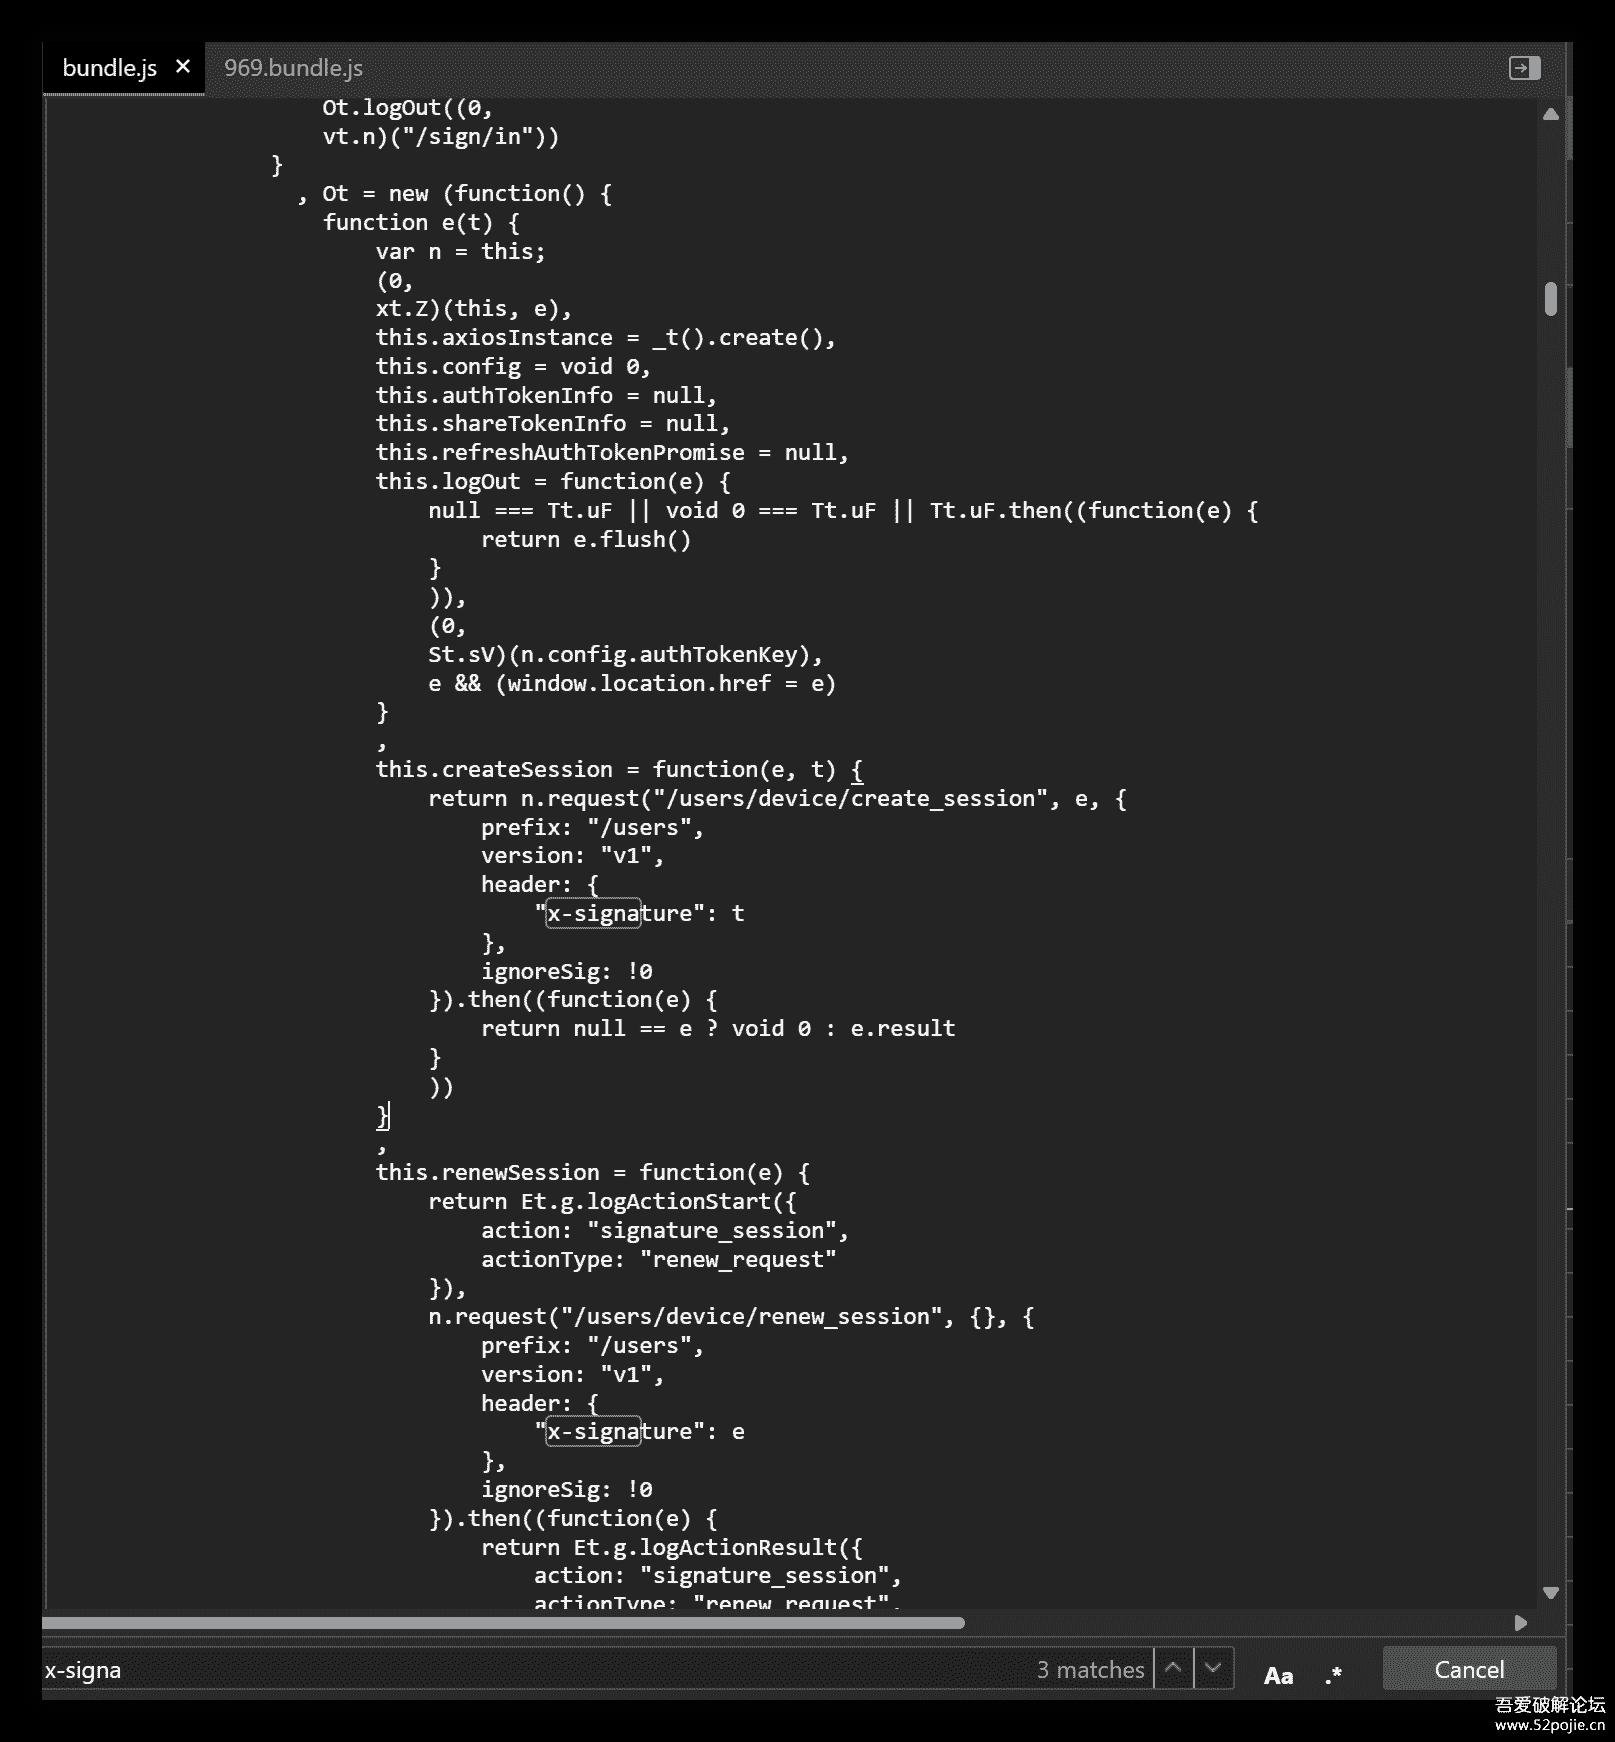 bundle.js ✕ 969.bundle.js
Ot.logOut((0,
vt.n)("/sign/in"))
}
, Ot = new (function() {
function e(t) {
var n = this;
(0,
xt.Z)(this, e),
this.axiosInstance = _t().create(),
this.config = void 0,
this.authTokenInfo = null,
this.shareTokenInfo = null,
this.refreshAuthTokenPromise = null,
this.logOut = function(e) {
null === Tt.uF || void 0 === Tt.uF || Tt.uF.then((function(e) {
return e.flush()
}
)),
(0,
St.sV)(n.config.authTokenKey),
e && (window.location.href = e)
}
,
this.createSession = function(e, t) {
return n.request("/users/device/create_session", e, {
prefix: "/users",
version: "v1",
header: {
"x-signature": t
},
ignoreSig: !0
}).then((function(e) {
return null == e ? void 0 : e.result
}
))
}
,
this.renewSession = function(e) {
return Et.g.logActionStart({
action: "signature_session",
actionType: "renew_request"
}),
n.request("/users/device/renew_session", {}, {
prefix: "/users",
version: "v1",
header: {
"x-signature": e
},
ignoreSig: !0
}).then((function(e) {
return Et.g.logActionResult({
action: "signature_session",
actionType: "renew_request",
x-signa 3 matches Aa .* Cancel
吾爱破解论坛
www.52pojie.cn